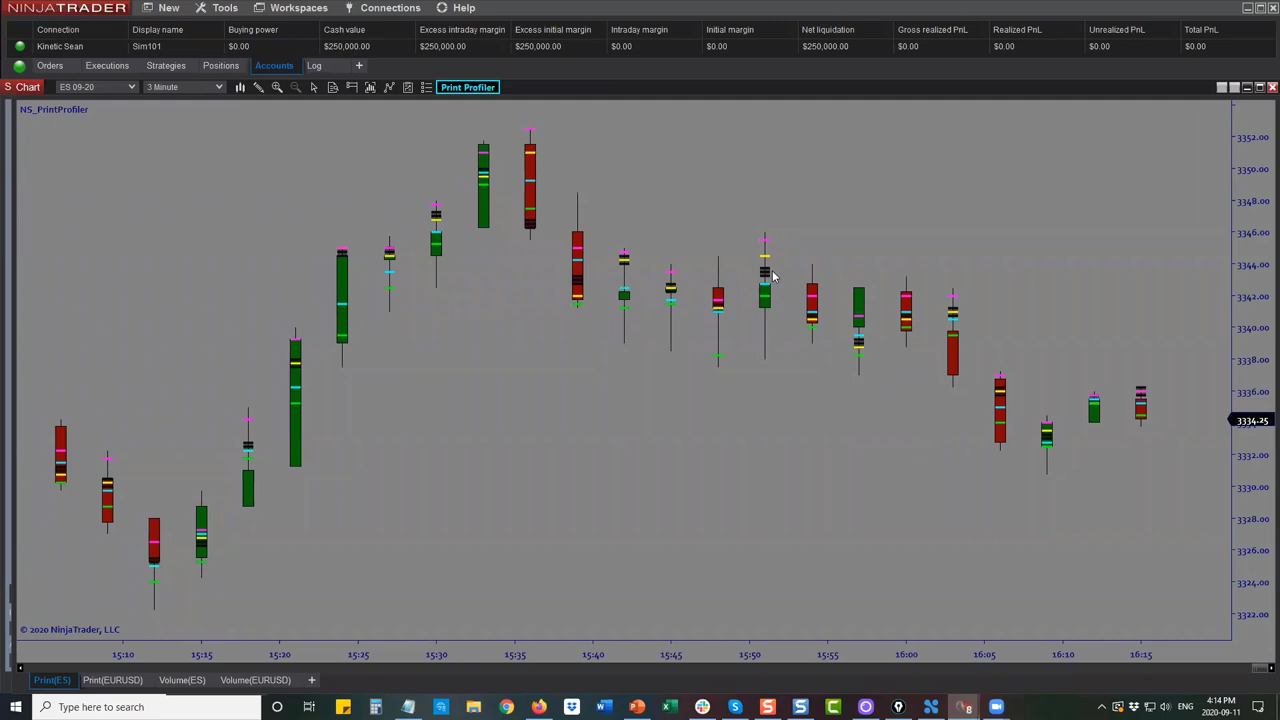 NINJATRADER New Tools Workspaces Connections Help
Connection Display name Buying power Cash value Excess intraday margin Excess initial margin Intraday margin Initial margin Net liquidation Gross realized PnL Realized PnL Unrealized PnL Total PnL
Kinetic Sean Sim101 $0.00 $250,000.00 $250,000.00 $250,000.00 $0.00 $0.00 $250,000.00 $0.00 $0.00 $0.00 $0.00
Orders Executions Strategies Positions Accounts Log +
S Chart ES 09-20 3 Minute Print Profiler
NS_PrintProfiler
3352.00
3350.00
3348.00
3346.00
3344.00
3342.00
3340.00
3338.00
3336.00
3334.25
3332.00
3330.00
3328.00
3326.00
3324.00
3322.00
© 2020 NinjaTrader, LLC
15:10 15:15 15:20 15:25 15:30 15:35 15:40 15:45 15:50 15:55 16:00 16:05 16:10 16:15
Print(ES) Print(EURUSD) Volume(ES) Volume(EURUSD) +
Type here to search
ENG 4:14 PM 2020-09-11